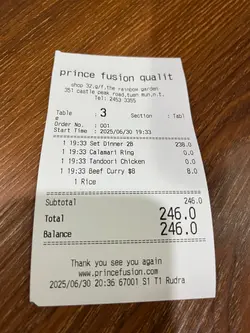 prince fusion qualit
shop 32,g/f,the rainbow garden
351 castle peak road,tuen mun,n.t.
Tel: 2453 3355
Table : 3 Section : Tabl
e
Order No. :001
Start Time : 2025/06/30 19:33
1 19:33 Set Dinner 2B 238.0
1 19:33 Calamari Ring 0.0
1 19:33 Tandoori Chicken 0.0
1 19:33 Beef Curry $8 8.0
1 Rice
Subtotal 246.0
Total 246.0
Balance 246.0
Thank you see you again
www.princefusion.com
2025/06/30 20:36 67001 S1 T1 Rudra